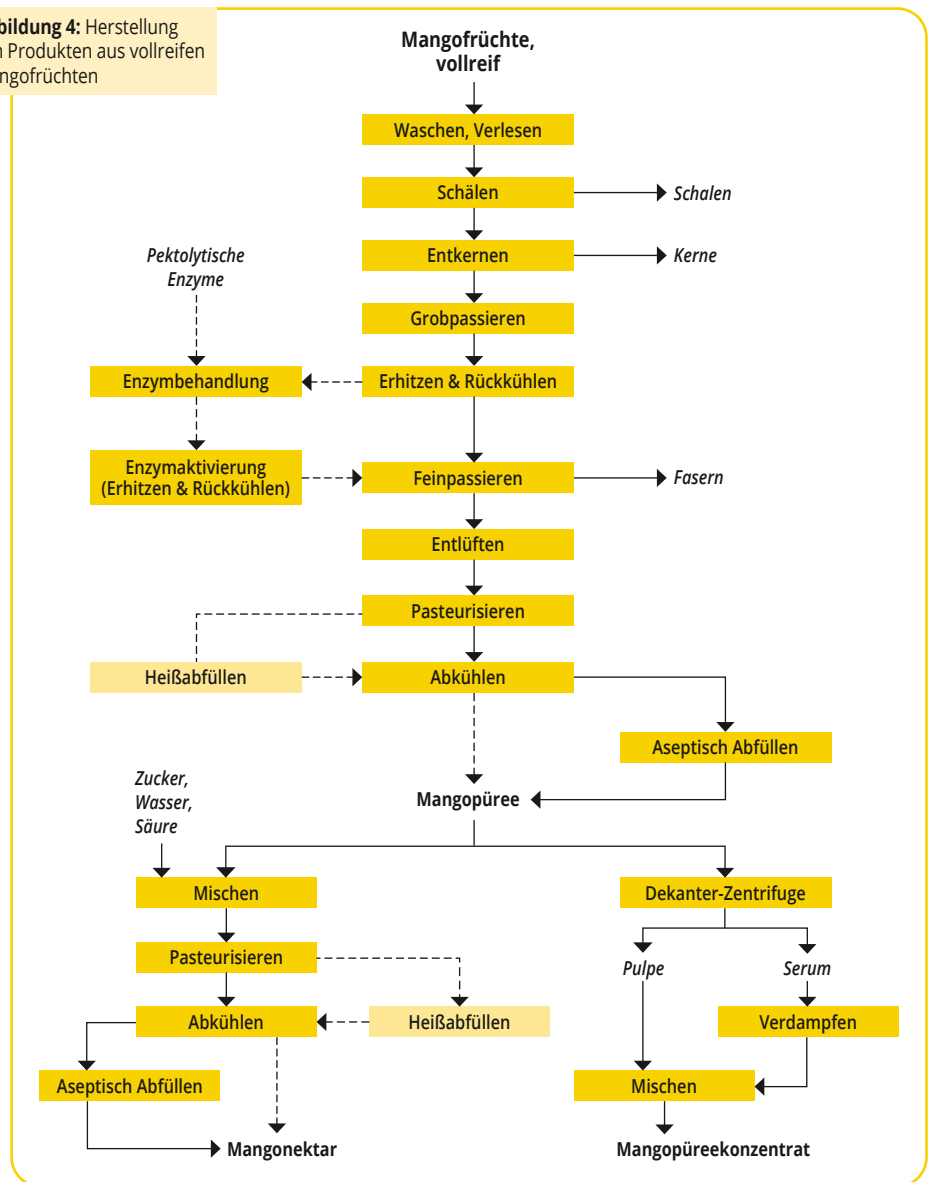 bildung 4: Herstellung
n Produkten aus vollreifen
ngofrüchten
Mangofrüchte,
vollreif
Waschen, Verlesen
Schälen
Schalen
Entkernen
Kerne
Pektolytische
Enzyme
Grobpassieren
Enzymbehandlung
Erhitzen & Rückkühlen
Enzymaktivierung
(Erhitzen & Rückkühlen)
Feinpassieren
Fasern
Entlüften
Pasteurisieren
Heißabfüllen
Abkühlen
Aseptisch Abfüllen
Mangopüree
Zucker,
Wasser,
Säure
Mischen
Pasteurisieren
Abkühlen
Heißabfüllen
Aseptisch Abfüllen
Mangonektar
Dekanter-Zentrifuge
Pulpe
Serum
Verdampfen
Mischen
Mangopüreekonzentrat